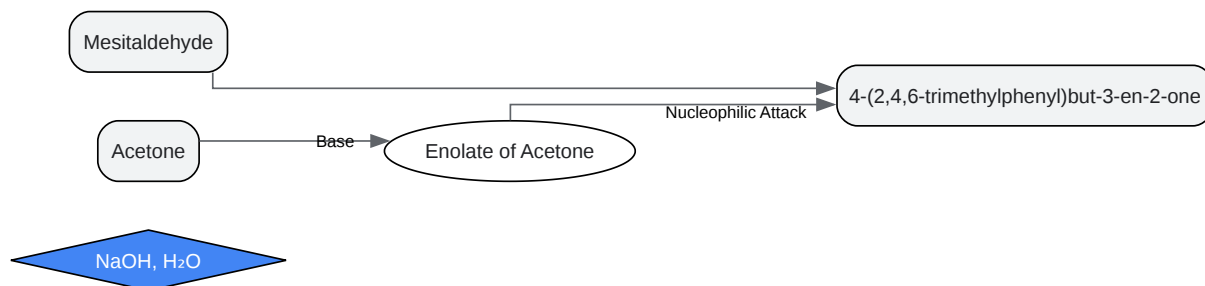 Mesitaldehyde
4-(2,4,6-trimethylphenyl)but-3-en-2-one
Nucleophilic Attack
Acetone
Base
Enolate of Acetone
NaOH, H₂O